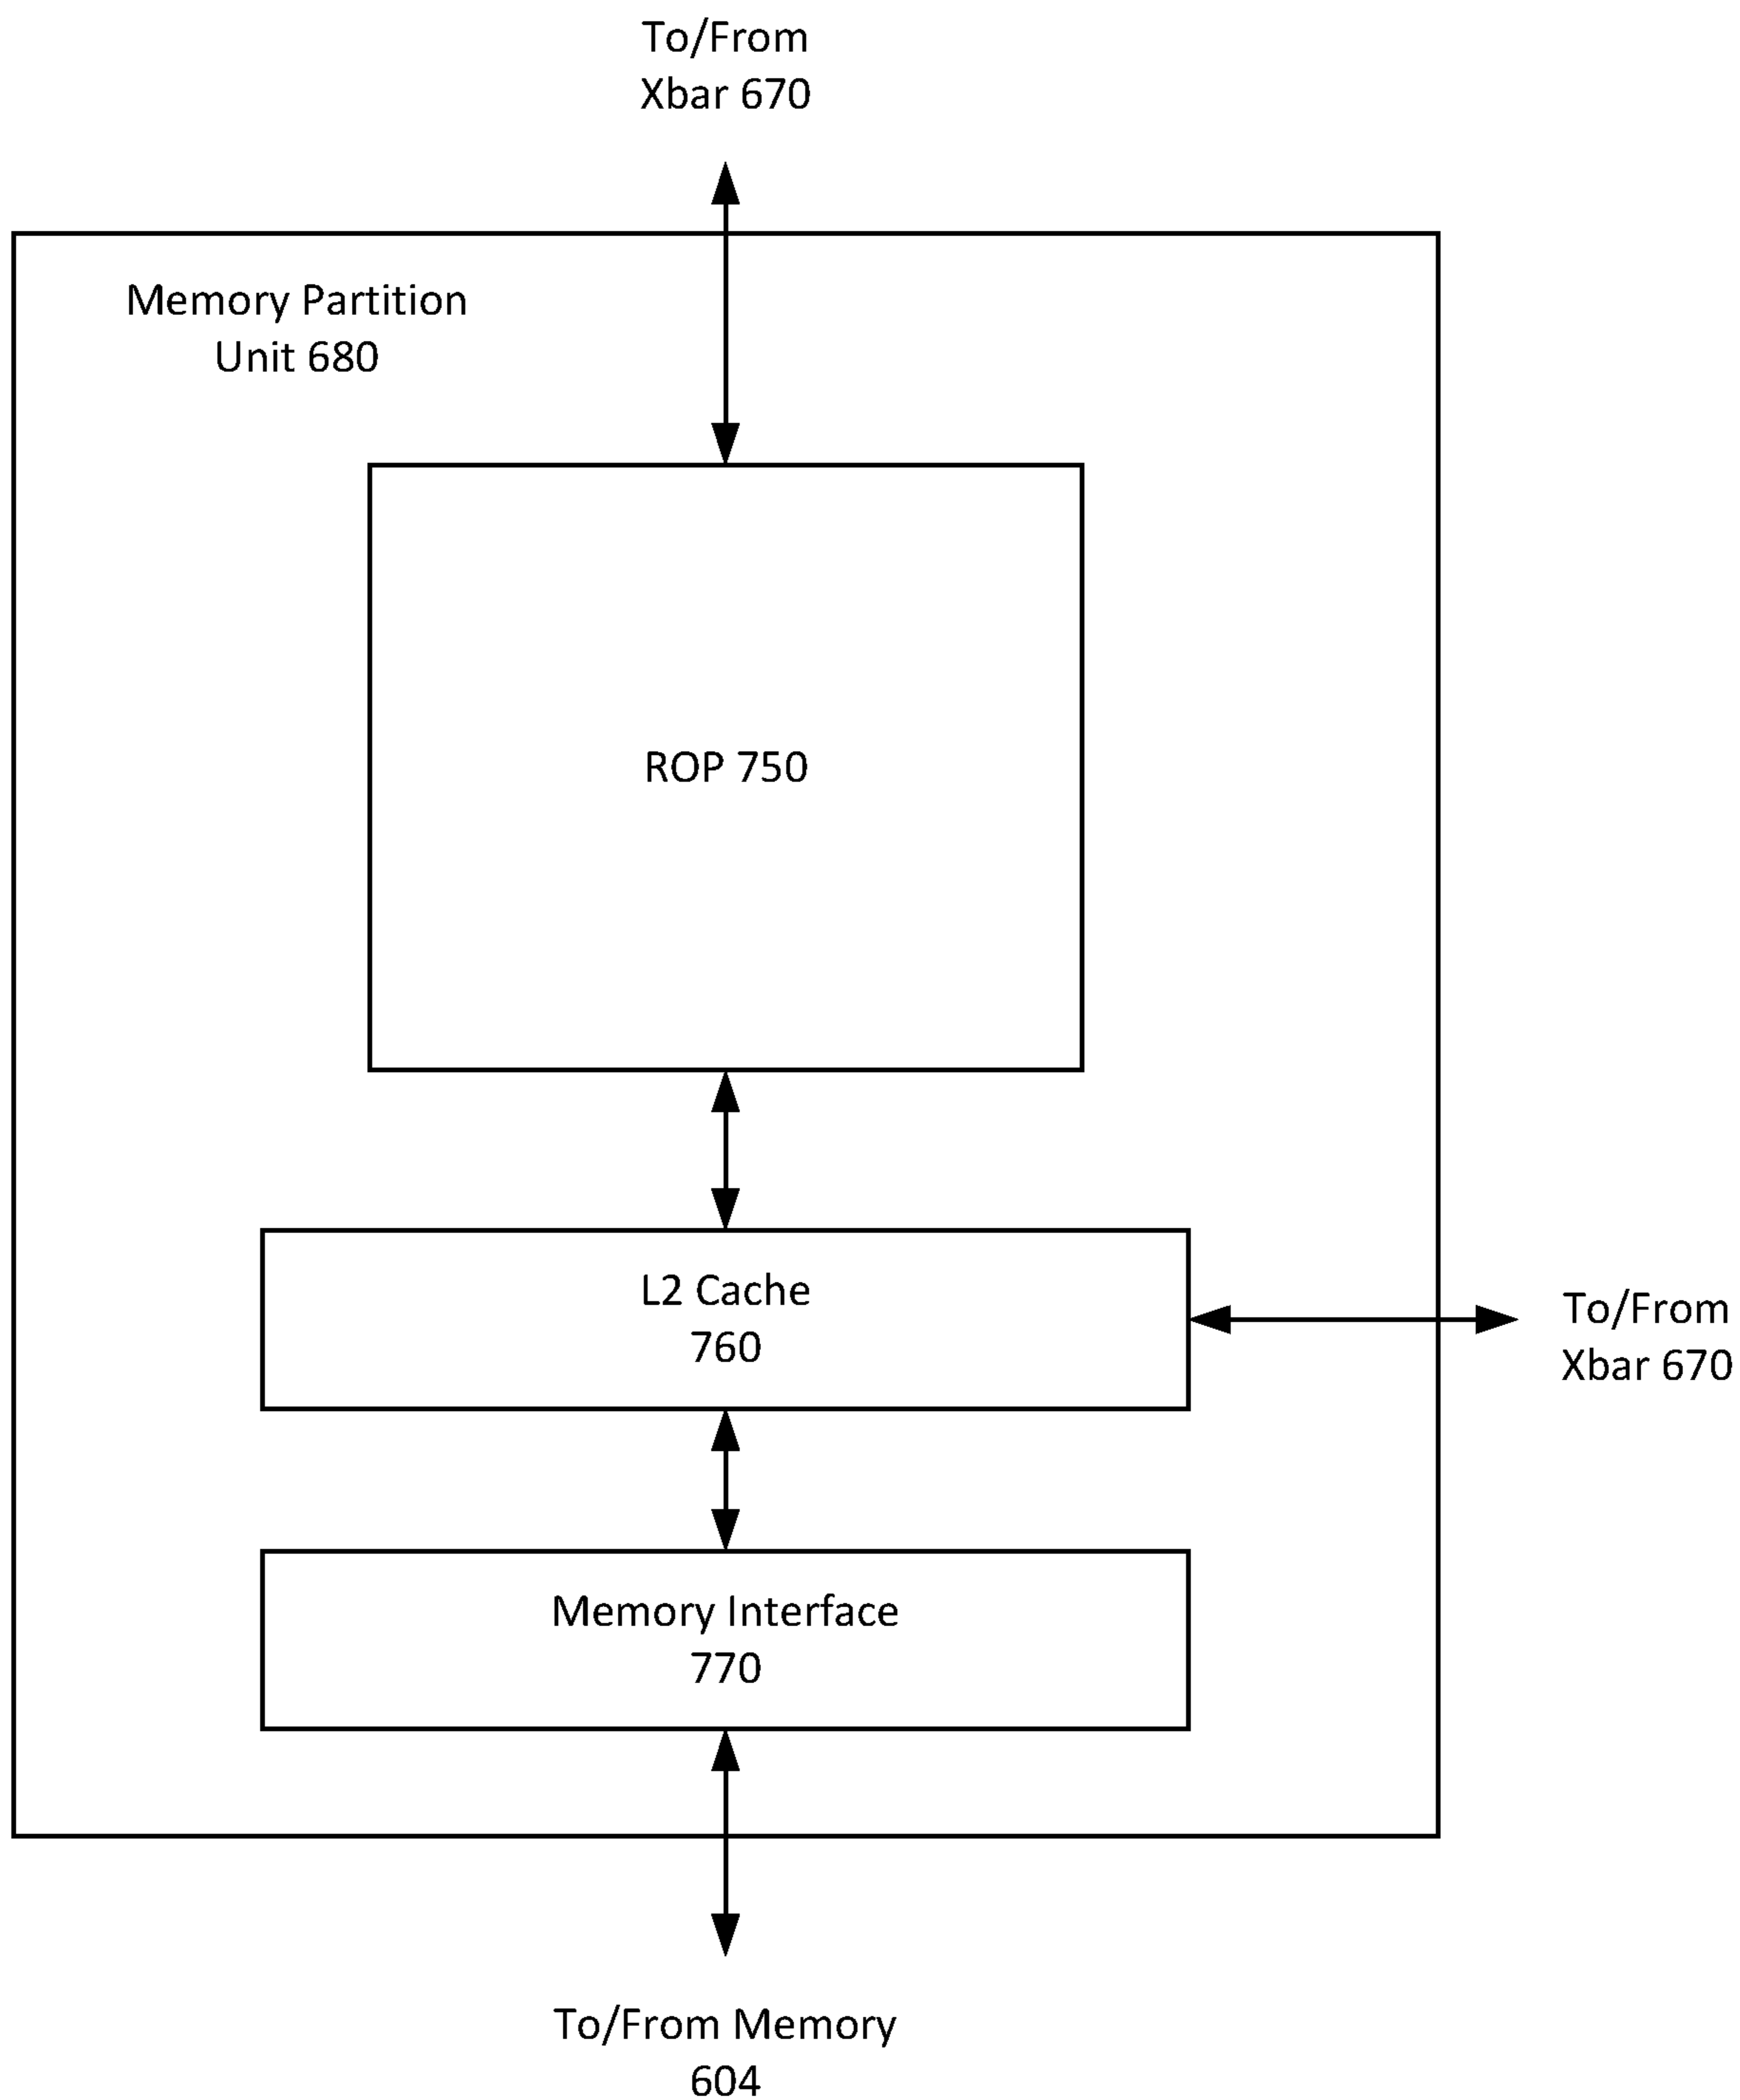 To/From
Xbar 670
Memory Partition
Unit 680
ROP 750
L2 Cache
760
To/From
Xbar 670
Memory Interface
770
To/From Memory
604